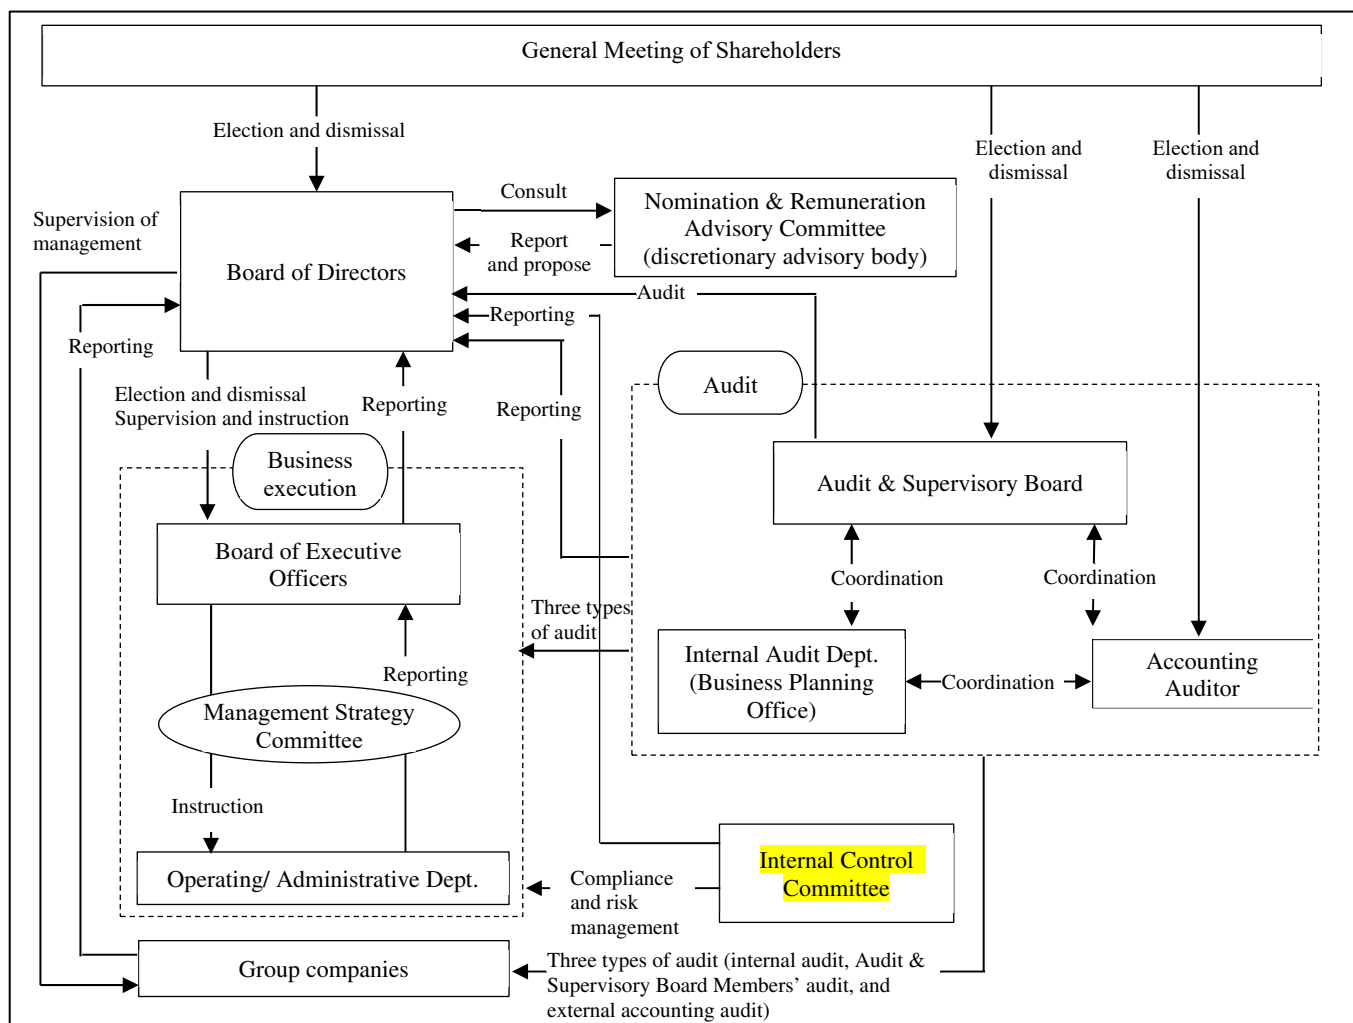 General Meeting of Shareholders
Election and dismissal
Election and
dismissal
Election and
dismissal
Supervision of
management
Board of Directors
Consult
Report
and propose
Nomination & Remuneration
Advisory Committee
(discretionary advisory body)
Audit
Reporting
Reporting
Reporting
Election and dismissal
Supervision and instruction
Reporting
Audit
Business
execution
Audit & Supervisory Board
Board of Executive
Officers
Coordination
Coordination
Three types
of audit
Internal Audit Dept.
(Business Planning
Office)
Coordination
Accounting
Auditor
Reporting
Management Strategy
Committee
Instruction
Operating/ Administrative Dept.
Compliance
and risk
management
Internal Control
Committee
Group companies
Three types of audit (internal audit, Audit &
Supervisory Board Members’ audit, and
external accounting audit)